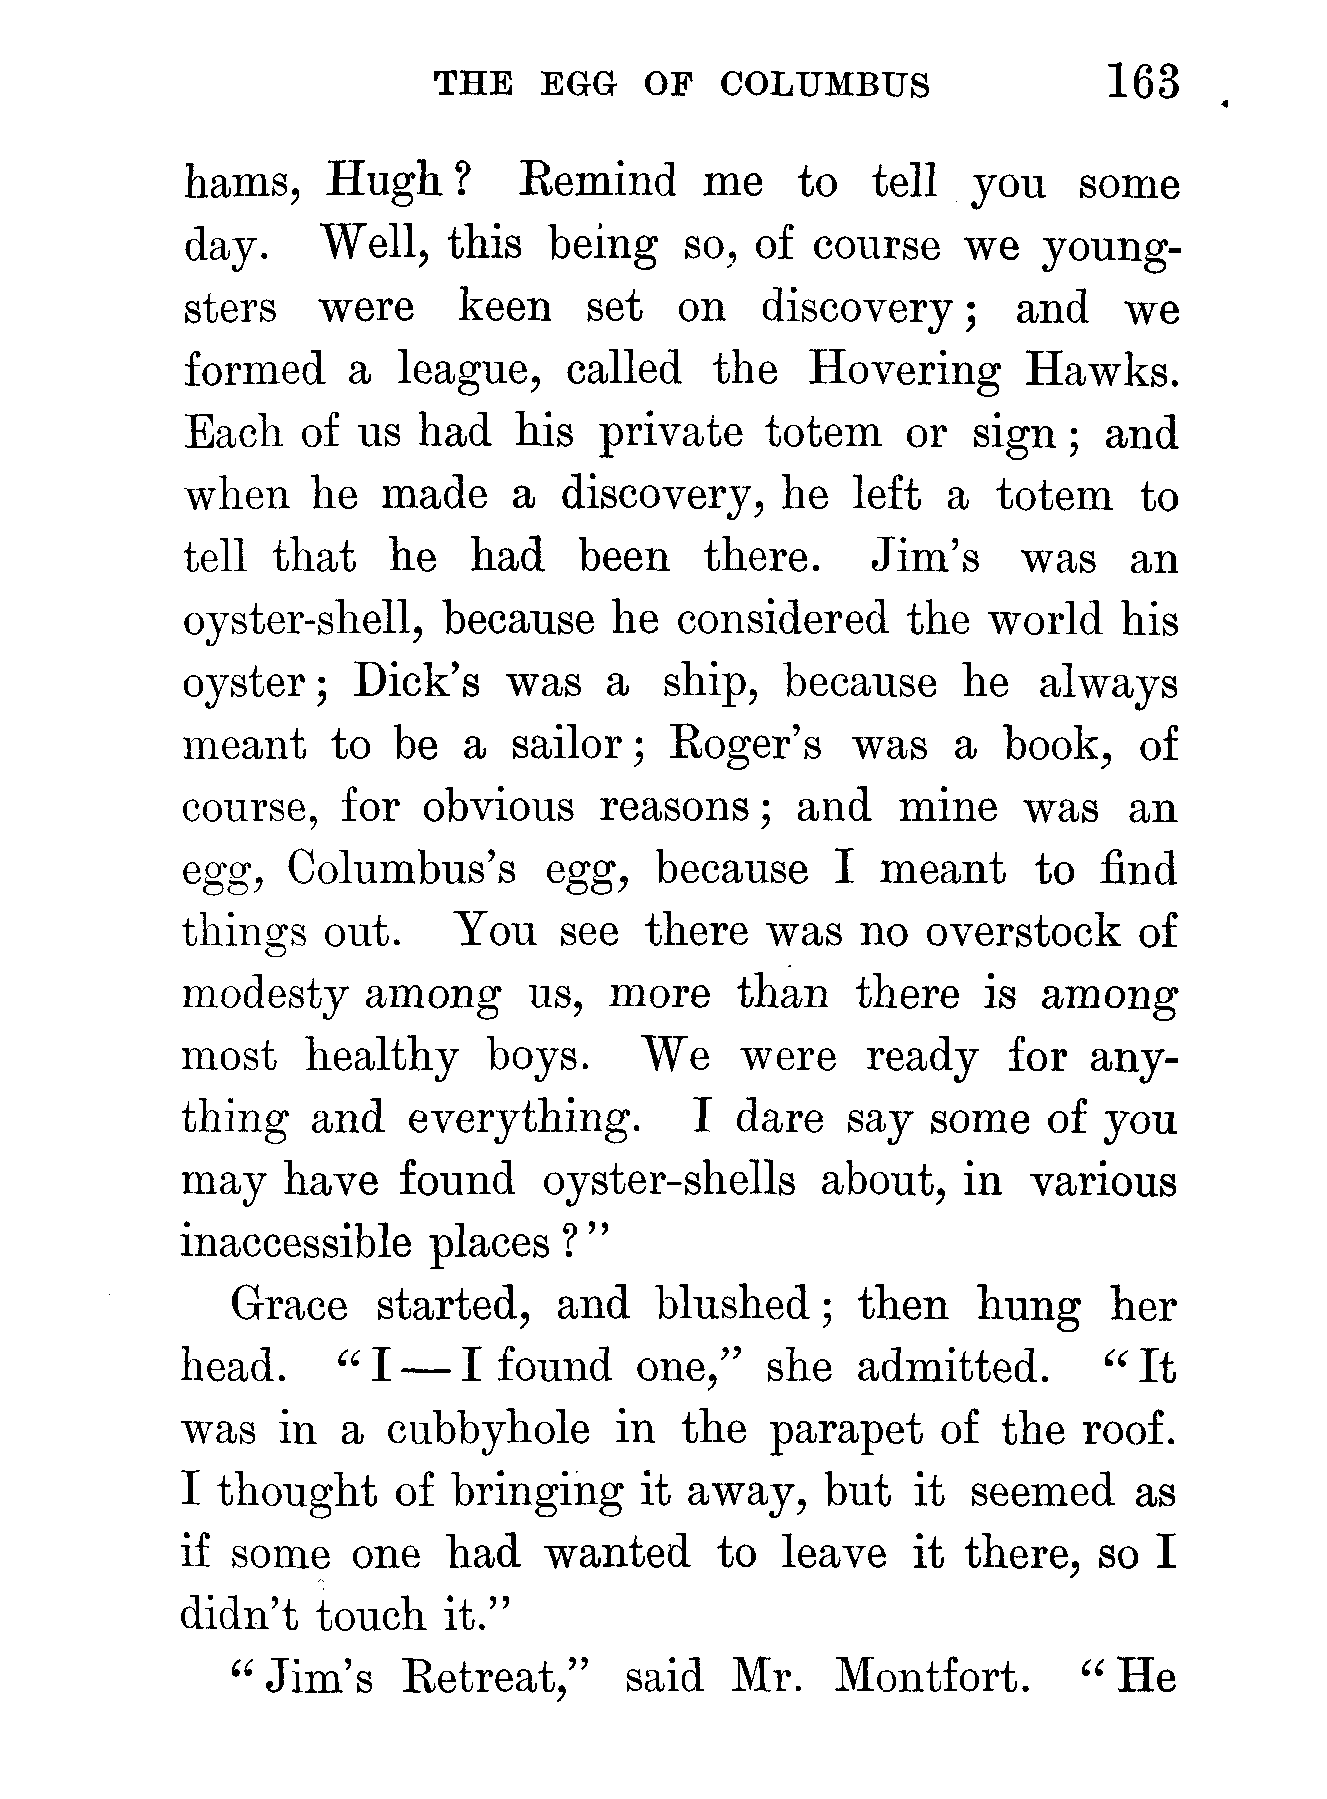 THE EGG OF COLUMBUS 163
hams, Hugh? Remind me to tell you some
day. Well, this being so, of course we young-
sters were keen set on discovery; and we
formed a league, called the Hovering Hawks.
Each of us had his private totem or sign; and
when he made a discovery, he left a totem to
tell that he had been there. Jim's was an
oyster-shell, because he considered the world his
oyster; Dick's was a ship, because he always
meant to be a sailor; Roger's was a book, of
course, for obvious reasons; and mine was an
egg, Columbus's egg, because I meant to find
things out. You see there was no overstock of
modesty among us, more than there is among
most healthy boys. We were ready for any-
thing and everything. I dare say some of you
may have found oyster-shells about, in various
inaccessible places?"
Grace started, and blushed; then hung her
head. "I—I found one," she admitted. "It
was in a cubbyhole in the parapet of the roof.
I thought of bringing it away, but it seemed as
if some one had wanted to leave it there, so I
didn't touch it."
"Jim's Retreat," said Mr. Montfort. "He